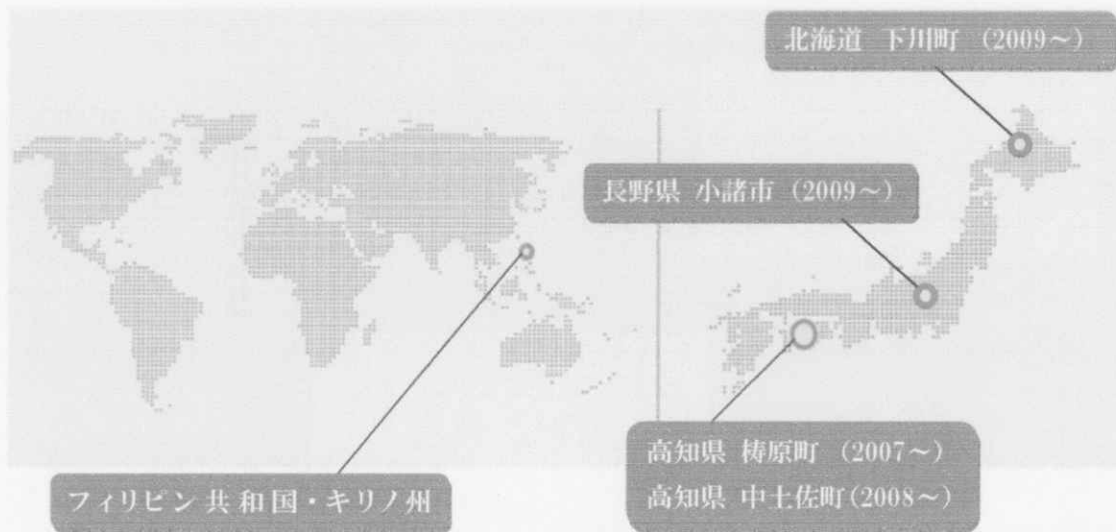 北海道 下川町 (2009〜)
長野県 小諸市 (2009〜)
高知県 梼原町 (2007〜)
高知県 中土佐町(2008〜)
フィリピン共和国・キリノ州